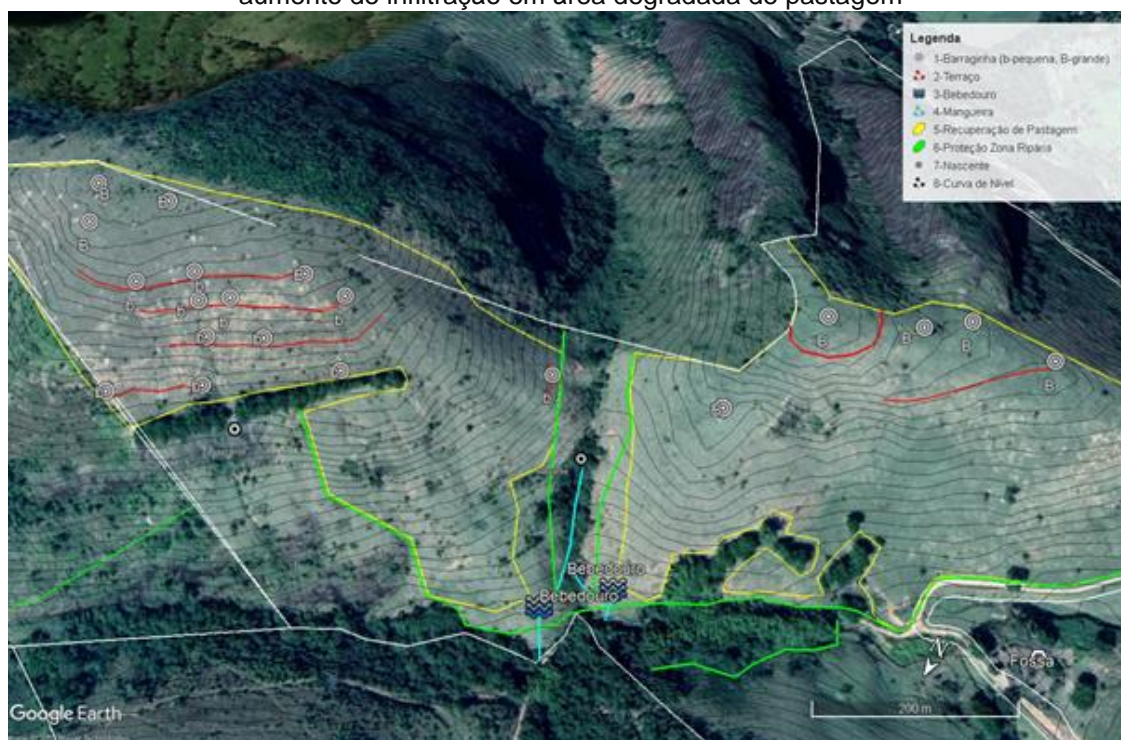 aumento de infiltração em área degradada de pastagem
Legenda
1-Barraginha (b-pequena, B-grande)
2-Terraço
3-Bebedouro
4-Mangueira
5-Recuperação de Pastagem
6-Proteção Zona Ripária
7-Nascente
8-Curva de Nível
B
B
B
b
b
b
b
b
B
B
B
B
Bebedouro
Bebedouro
N
Fossa
Google Earth
200 m